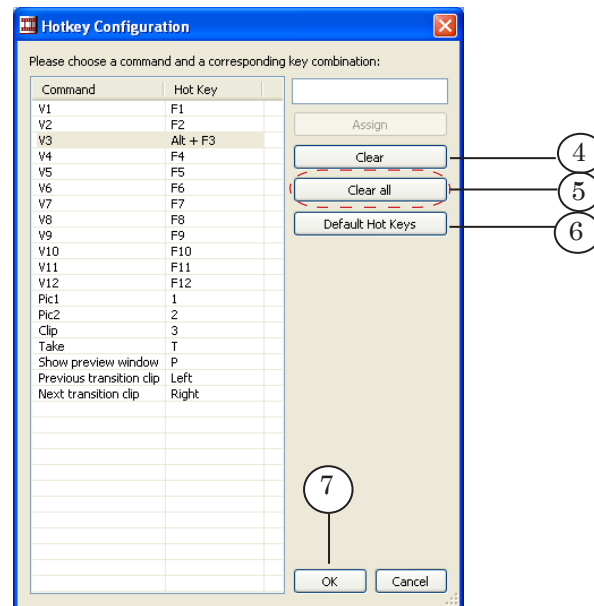 Hotkey Configuration
Please choose a command and a corresponding key combination:
Command Hot Key
V1 F1
V2 F2
V3 Alt + F3
V4 F4
V5 F5
V6 F6
V7 F7
V8 F8
V9 F9
V10 F10
V11 F11
V12 F12
Pic1 1
Pic2 2
Clip 3
Take T
Show preview window P
Previous transition clip Left
Next transition clip Right
Assign
Clear
4
Clear all
5
Default Hot Keys
6
7
OK Cancel